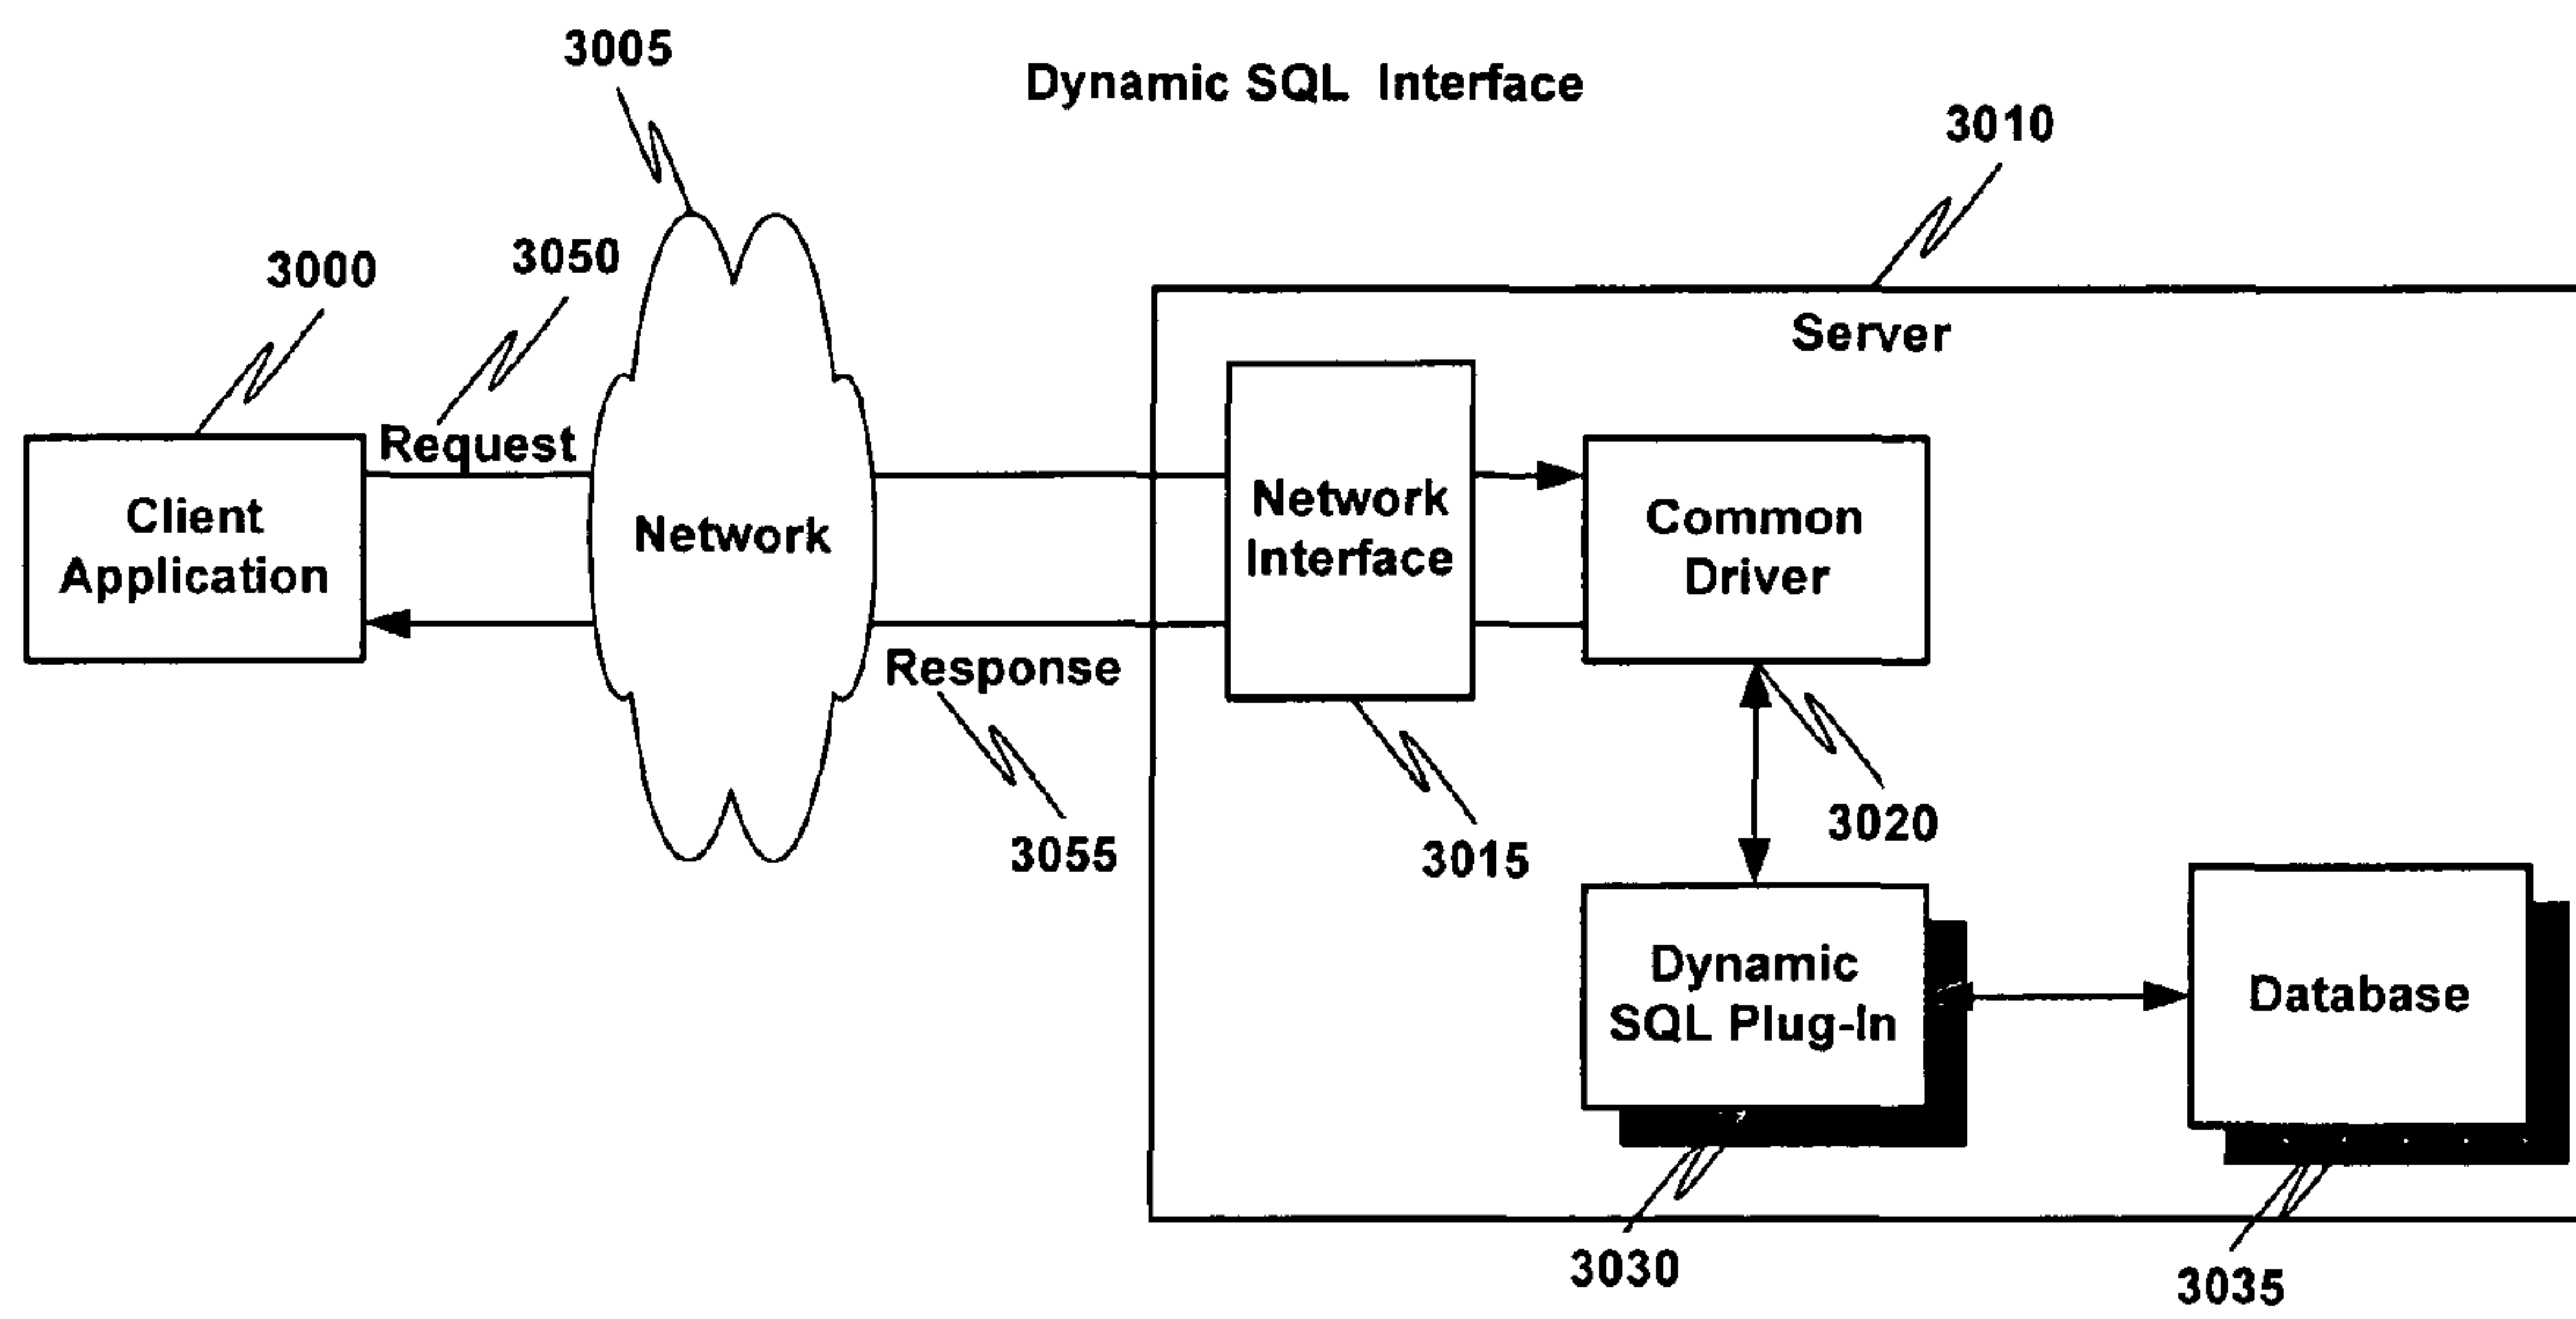 3005
Dynamic SQL Interface
3010
3000
3050
Server
Request
Client
Application
Network
Network
Interface
Common
Driver
Response
3055
3015
3020
Dynamic
SQL Plug-In
Database
3030
3035